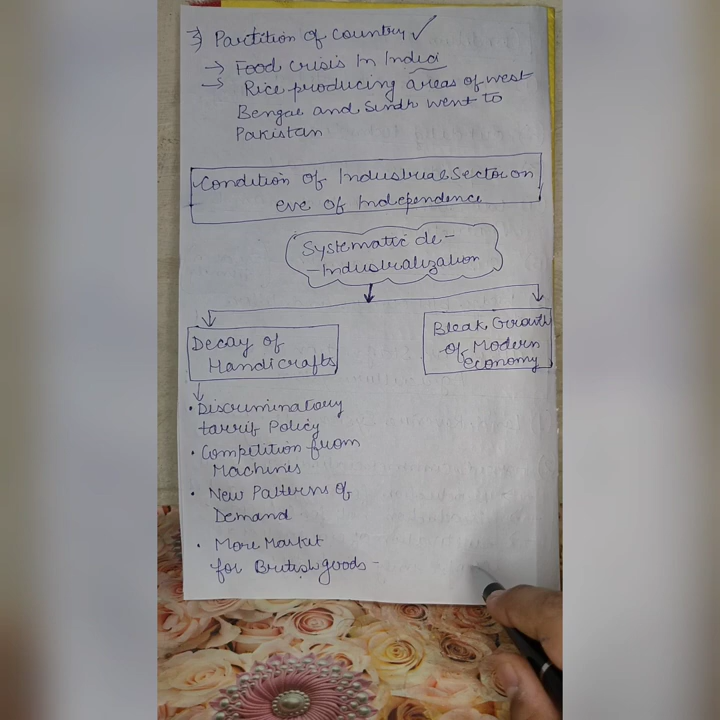 3) Partition of Country ✓
→ Food crisis In India
→ Rice producing areas of west
Bengal and Sindh went to
Pakistan
Condition of Industrial Sector on
eve of Independence
Systematic de-
-Industralization
Decay of
Handicrafts
Bleak Growth
of Modern
economy
• Discriminatory
tarrif Policy
• Competition from
Machines
• New Patterns of
Demand
• More Market
for British goods -